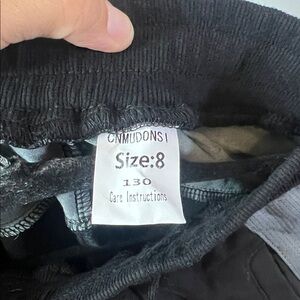 CNMUDONSI
Size:8
130
Care Instructions